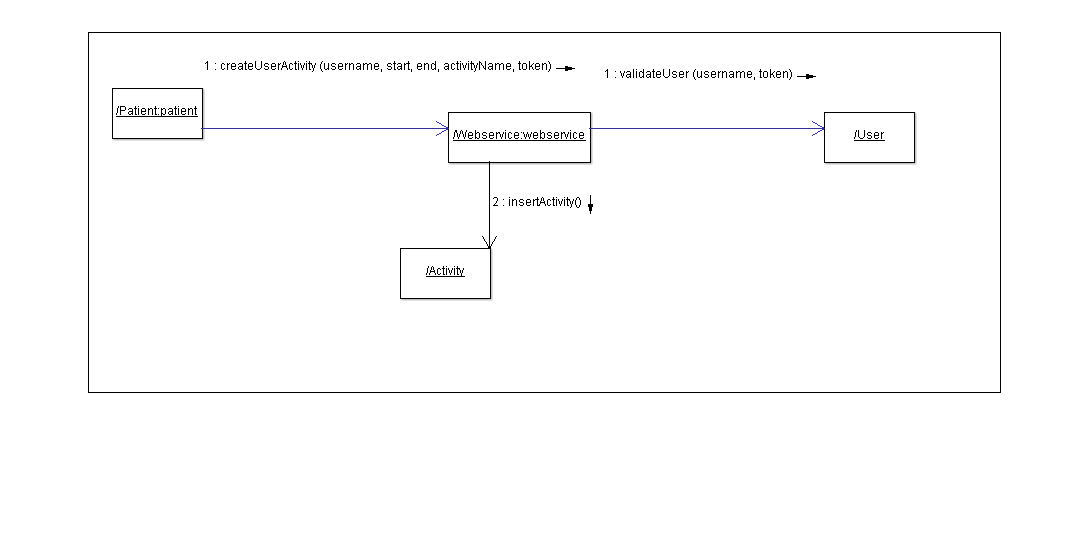 1 : createUserActivity (username, start, end, activityName, token)
1 : validateUser (username, token)
/Patient:patient
/Webservice:webservice
/User
2 : insertActivity()
/Activity